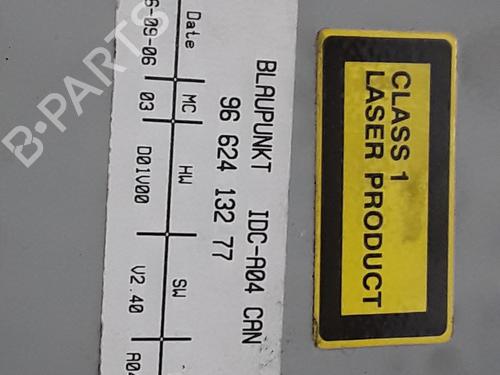 BLAUPUNKT IDC-A04 CAN
96 624 132 77
Date MC HW SW
6-09-06 03 D01V00 V2.40 A04
CLASS 1
LASER PRODUCT
B-PARTS